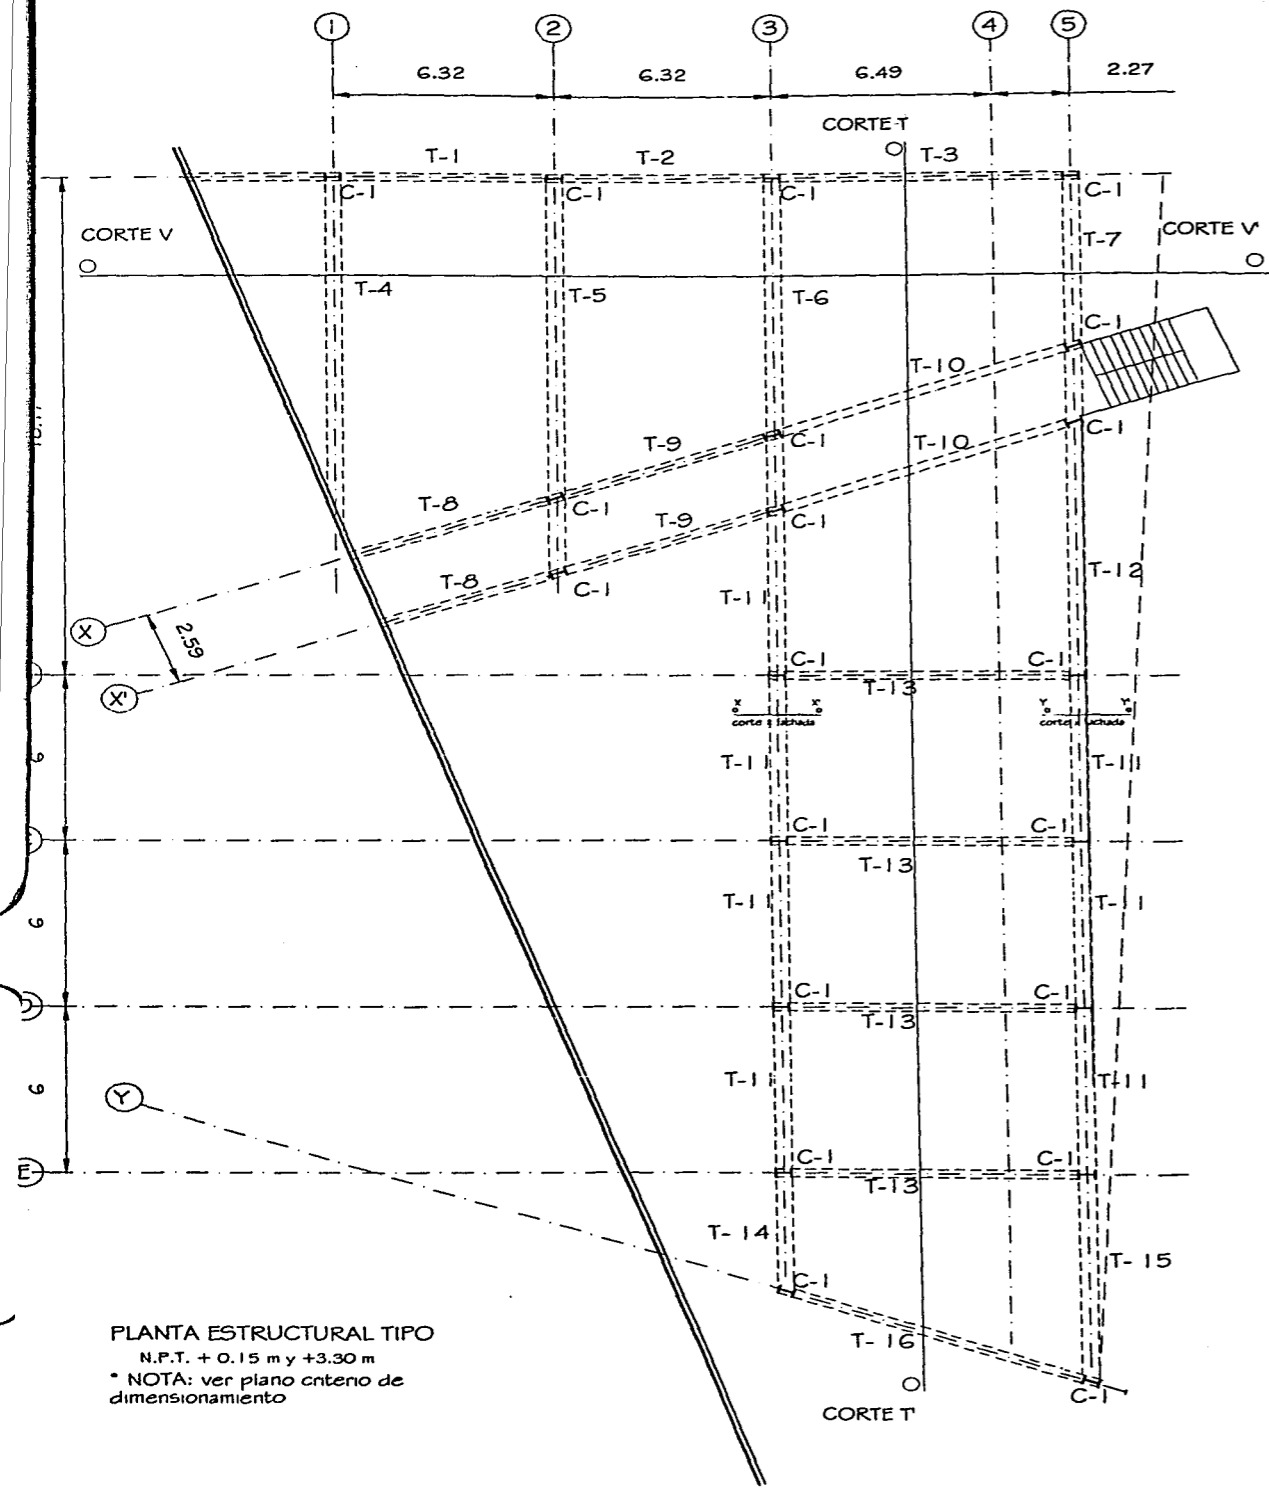 1 2 3 4 5
6.32 6.32 6.49 2.27
CORTE T
T-1 T-2 T-3
C-1 C-1 C-1 C-1
CORTE V T-7 CORTE V'
T-4 T-5 T-6
C-1
T-10
T-9 C-1 T-10 C-1
T-8 C-1 T-9 C-1
T-8 C-1 T-11 T-12
X 2.59
X'
C-1 C-1
T-13
X X' Y Y'
corte x fachada corte x fachada
6 T-11 T-11
C-1 C-1
T-13
6 T-11 T-11
D C-1 C-1
T-13
6 T-11 T-11
Y
E C-1 C-1
T-13
T-14 T-15
C-1
PLANTA ESTRUCTURAL TIPO T-16
N.P.T. + 0.15 m y +3.30 m
* NOTA: ver plano criterio de
dimensionamiento
C-1
CORTE T'